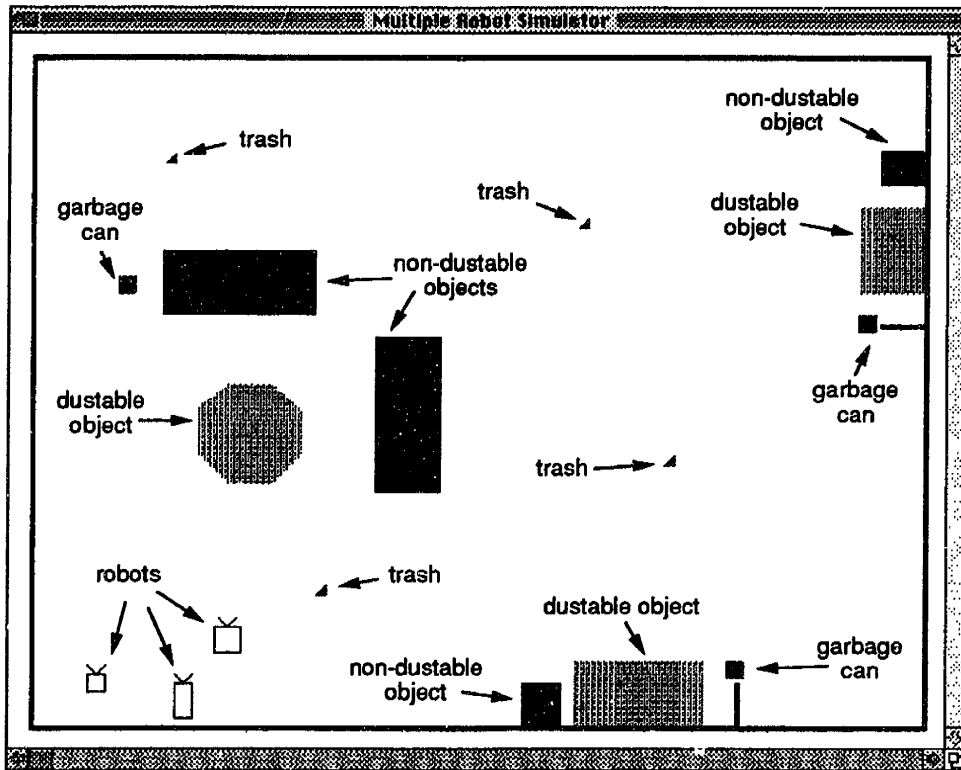 Multiple Robot Simulator
non-dustable
object
trash
trash
dustable
object
garbage
can
non-dustable
objects
garbage
can
dustable
object
trash
robots
trash
dustable object
garbage
can
non-dustable
object